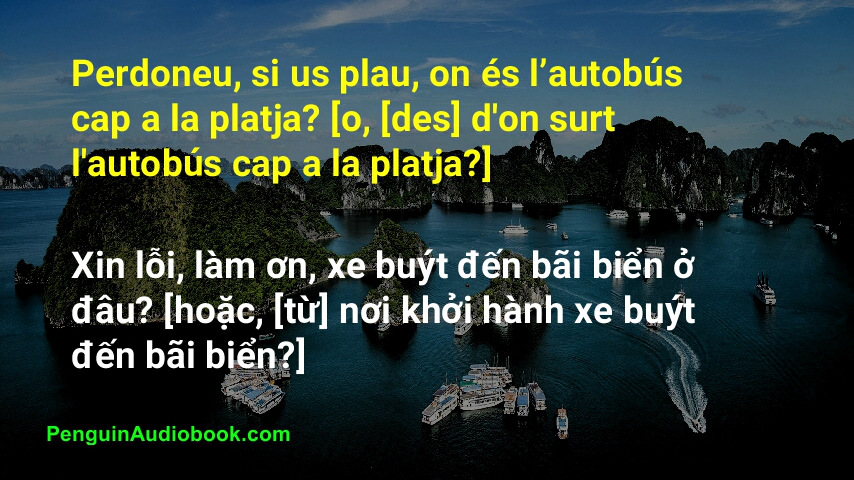 Perdoneu, si us plau, on és l’autobús
cap a la platja? [o, [des] d'on surt
l'autobús cap a la platja?]
Xin lỗi, làm ơn, xe buýt đến bãi biển ở
đâu? [hoặc, [từ] nơi khởi hành xe buýt
đến bãi biển?]
PenguinAudiobook.com